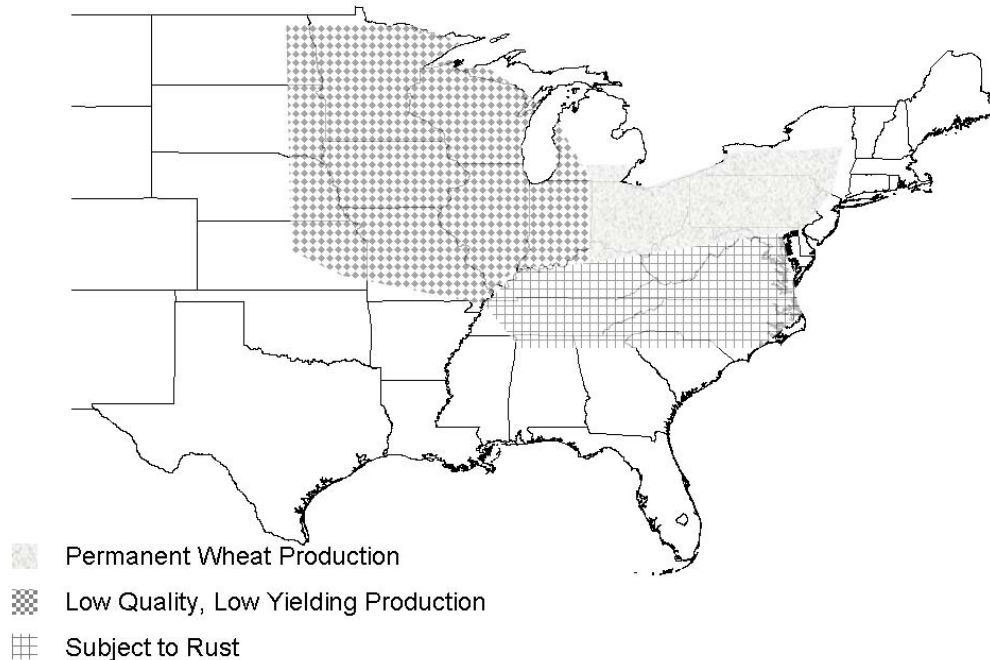 Permanent Wheat Production
Low Quality, Low Yielding Production
Subject to Rust